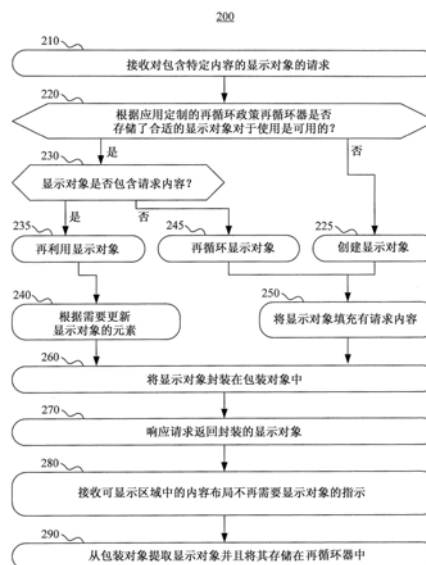 200
210
接收对包含特定内容的显示对象的请求
220
根据应用定制的再循环政策再循环器是否
存储了合适的显示对象对于使用是可用的？
是
否
230
显示对象是否包含请求内容？
235
是
否
245
225
再利用显示对象
再循环显示对象
创建显示对象
240
250
根据需要更新
显示对象的元素
将显示对象填充有请求内容
260
将显示对象封装在包装对象中
270
响应请求返回封装的显示对象
280
接收可显示区域中的内容布局不再需要显示对象的指示
290
从包装对象提取显示对象并且将其存储在再循环器中